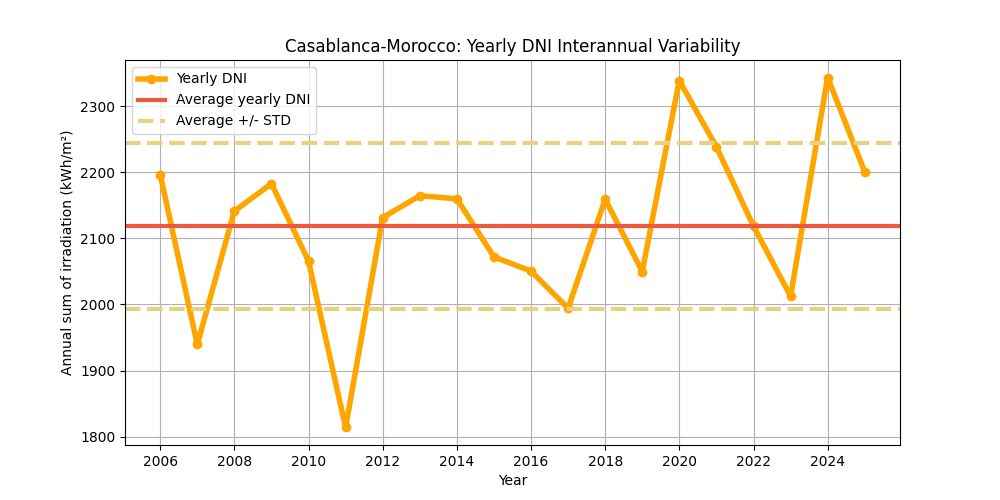 Casablanca-Morocco: Yearly DNI Interannual Variability
Yearly DNI
Average yearly DNI
Average +/- STD
Annual sum of irradiation (kWh/m²)
2300
2200
2100
2000
1900
1800
2006 2008 2010 2012 2014 2016 2018 2020 2022 2024
Year